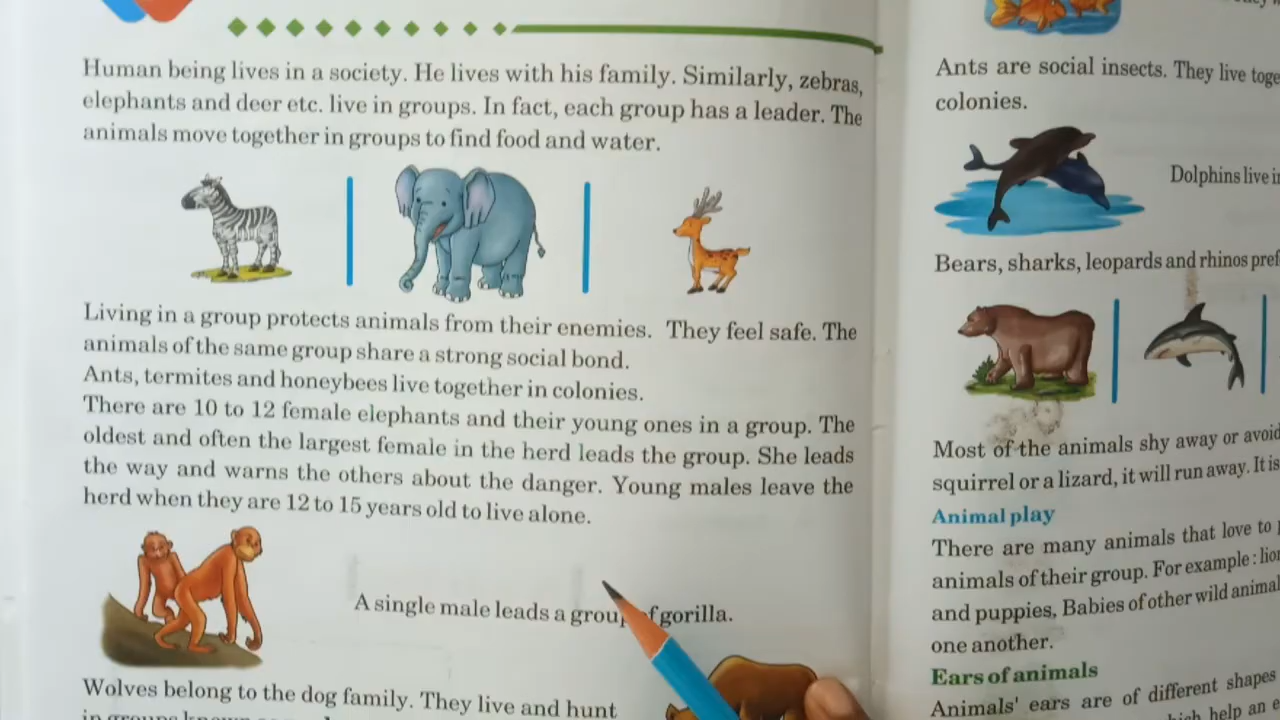 Human being lives in a society. He lives with his family. Similarly, zebras,
elephants and deer etc. live in groups. In fact, each group has a leader. The
animals move together in groups to find food and water.
Living in a group protects animals from their enemies. They feel safe. The
animals of the same group share a strong social bond.
Ants, termites and honeybees live together in colonies.
There are 10 to 12 female elephants and their young ones in a group. The
oldest and often the largest female in the herd leads the group. She leads
the way and warns the others about the danger. Young males leave the
herd when they are 12 to 15 years old to live alone.
A single male leads a group of gorilla.
Wolves belong to the dog family. They live and hunt
in groups
Ants are social insects. They live
colonies.
Dolphins live
Bears, sharks, leopards and rhinos
Most of the animals shy away or avoid
squirrel or a lizard, it will run away. It is
Animal play
There are many animals that love to
animals of their group. For example :
and puppies, Babies of other wild
one another.
Ears of animals
Animals' ears are of different shapes
help an